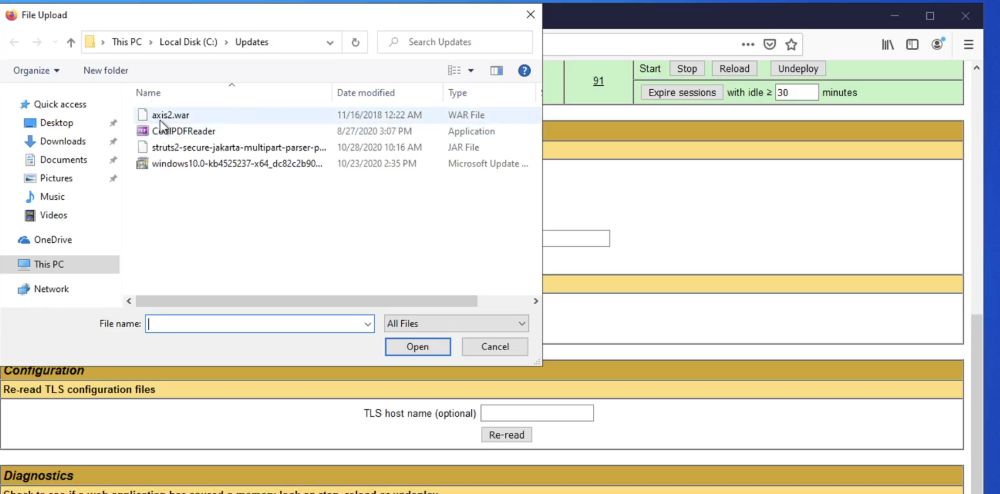 File Upload
This PC > Local Disk (C:) > Updates
Search Updates
Organize
New folder
Name
Date modified
Type
Quick access
Desktop
Downloads
Documents
Pictures
Music
Videos
OneDrive
This PC
Network
axis2.war 11/16/2018 12:22 AM WAR File
PDFReader 8/27/2020 3:07 PM Application
struts2-secure-jakarta-multipart-parser-p... 10/28/2020 10:16 AM JAR File
windows10.0-kb4525237-x64_dc82c2b90... 10/23/2020 2:35 PM Microsoft Update ...
File name:
All Files
Open
Cancel
91
Start Stop Reload Undeploy
Expire sessions with idle ≥ 30 minutes
Configuration
Re-read TLS configuration files
TLS host name (optional)
Re-read
Diagnostics
Check to see if a web application has caused a memory leak on stop, reload or undeploy